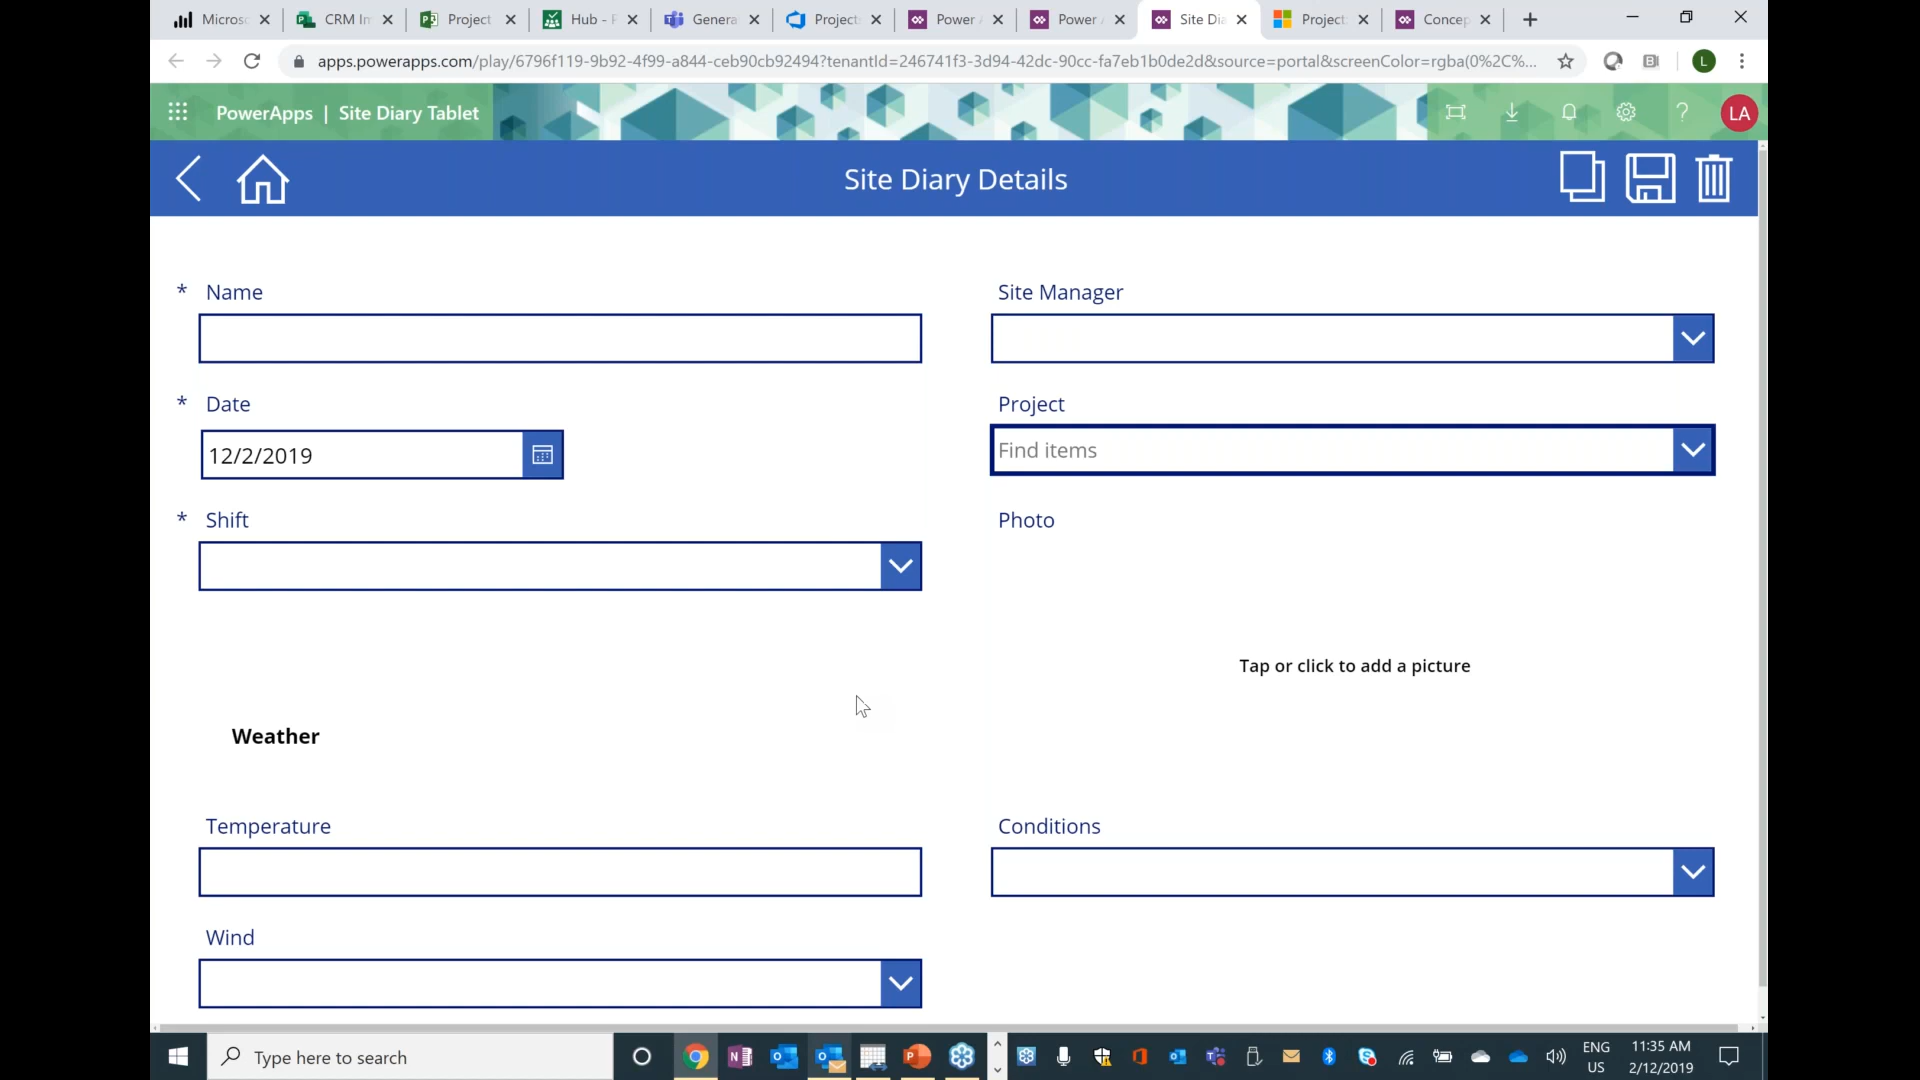 Micros CRM Im Project Hub - P Genera Project Power A Power A Site Dia Project Concep
apps.powerapps.com/play/6796f119-9b92-4f99-a844-ceb90cb92494?tenantId=246741f3-3d94-42dc-90cc-fa7eb1b0de2d&source=portal&screenColor=rgba(0%2C%... L
PowerApps | Site Diary Tablet ? LA
Site Diary Details
* Name
Site Manager
* Date
Project
12/2/2019
Find items
* Shift
Photo
Tap or click to add a picture
Weather
Temperature
Conditions
Wind
Type here to search
ENG
US
11:35 AM
2/12/2019